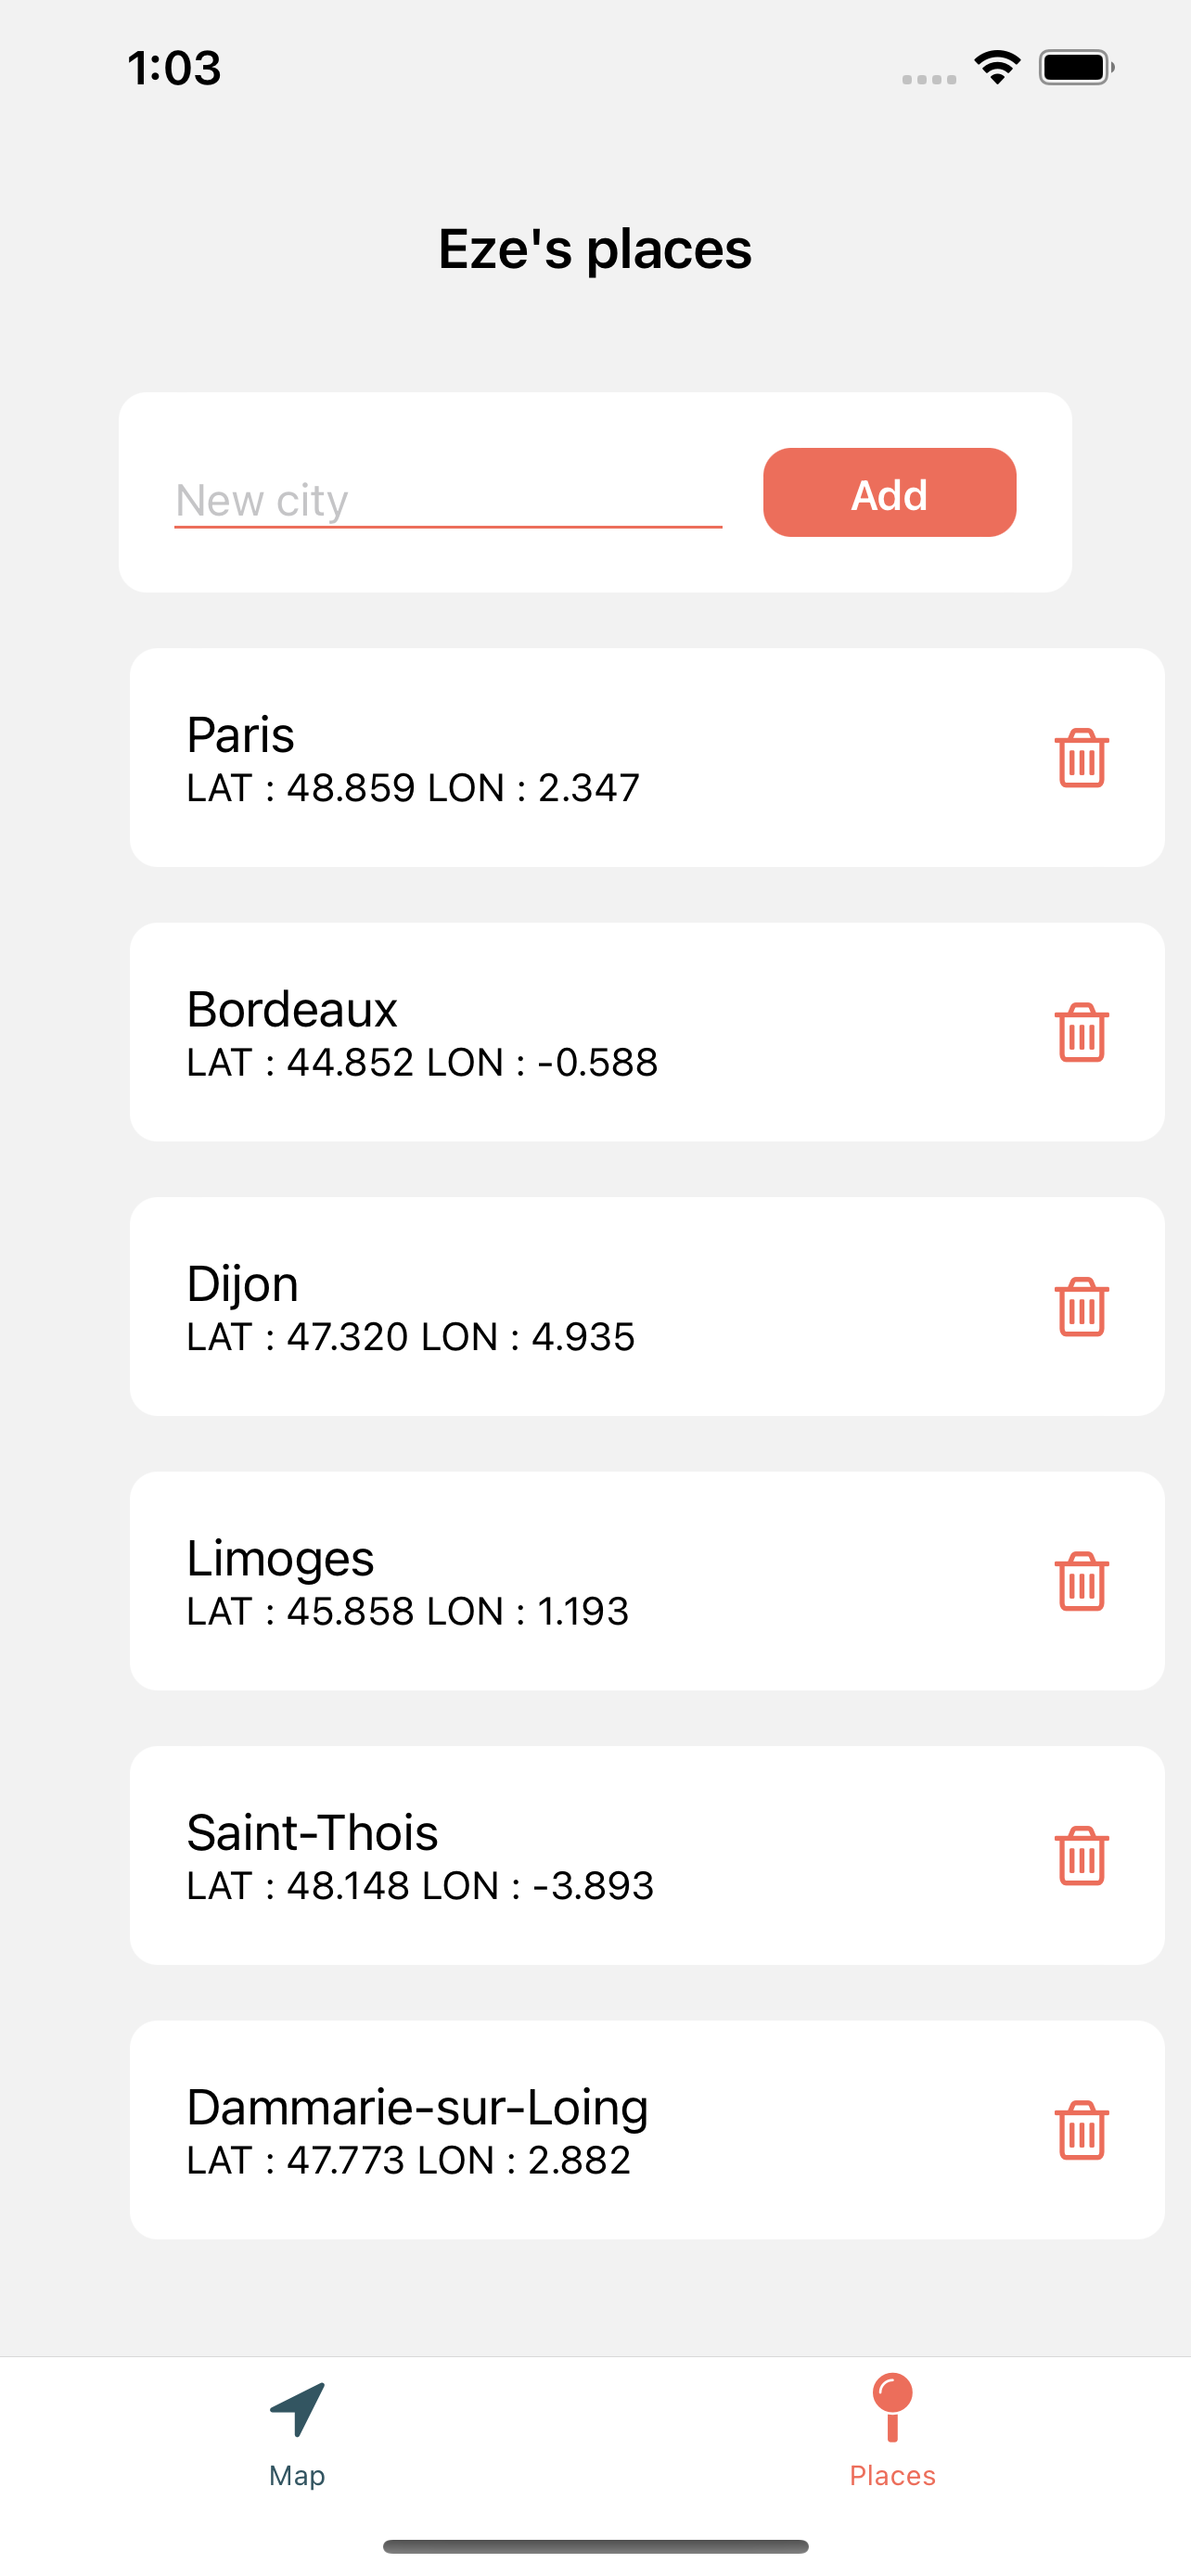 1:03
Eze's places
New city
Add
Paris
LAT : 48.859 LON : 2.347
Bordeaux
LAT : 44.852 LON : -0.588
Dijon
LAT : 47.320 LON : 4.935
Limoges
LAT : 45.858 LON : 1.193
Saint-Thois
LAT : 48.148 LON : -3.893
Dammarie-sur-Loing
LAT : 47.773 LON : 2.882
Map
Places